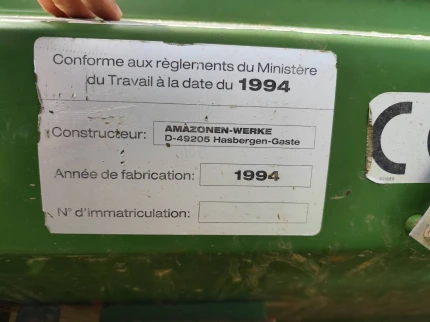 Conforme aux règlements du Ministère
du Travail à la date du 1994
Constructeur: AMAZONEN-WERKE
D-49205 Hasbergen-Gaste
Année de fabrication: 1994
N° d'immatriculation:
C